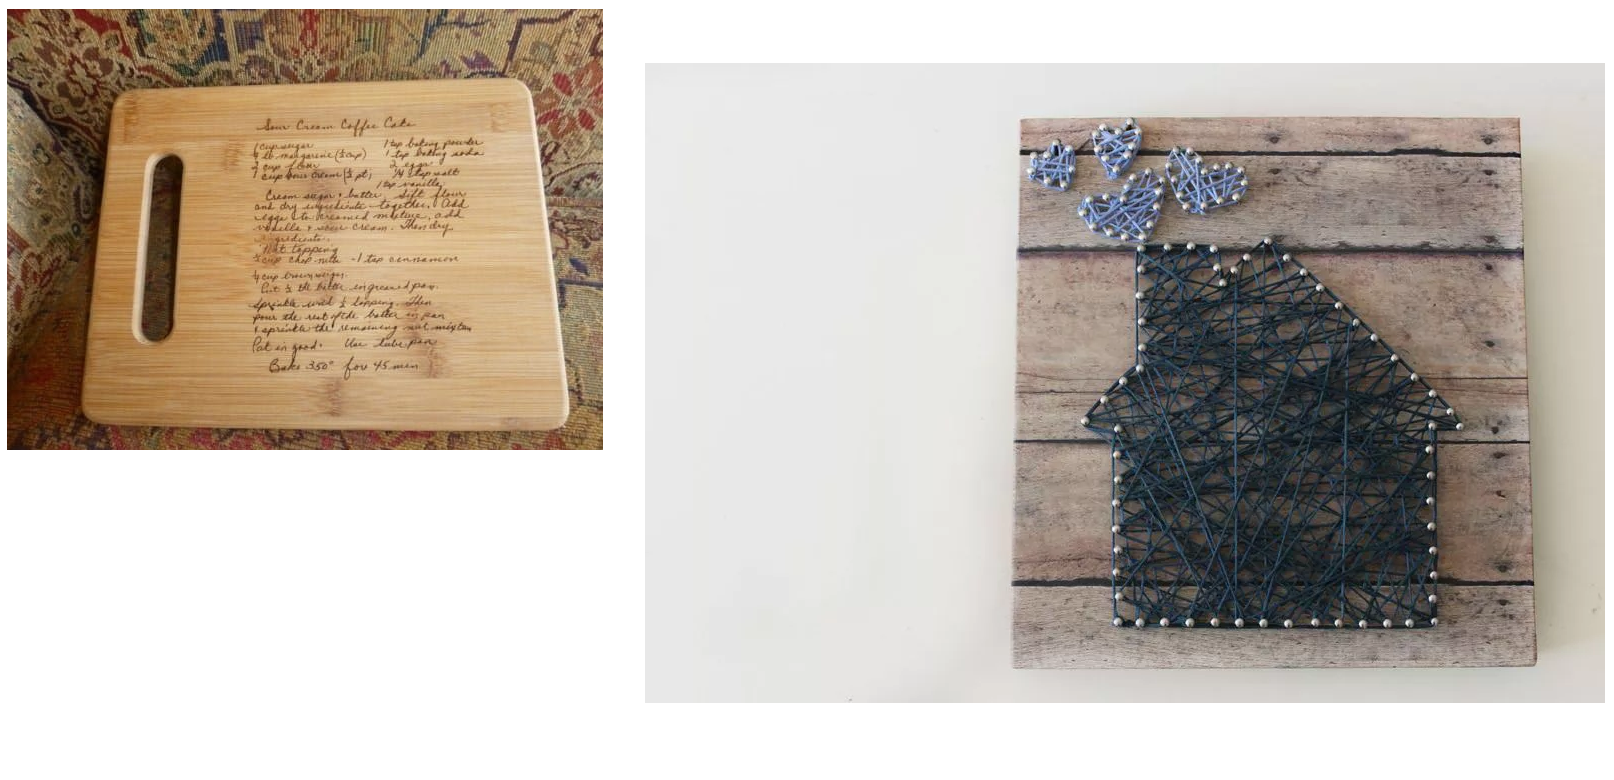 Sour Cream Coffee Cake
1 cup sugar 1 tsp baking powder
¼ lb margarine (½ cup) 1 tsp baking soda
2 cup flour 2 eggs
1 cup sour cream (½ pt) ¼ tsp salt
1 tsp vanilla
Cream sugar + butter. Sift flour
and dry ingredients together. Add
eggs to creamed mixture, add
vanilla + sour cream. Then dry
ingredients.
Nut topping
cup chop nuts - 1 tsp cinnamon
¼ cup brown sugar.
Put ½ the batter in greased pan.
Sprinkle with ½ topping. Then
pour the rest of the batter in pan
+ sprinkle the remaining nut mixture
Pat in good. Use tube pan
Bake 350° for 45 min